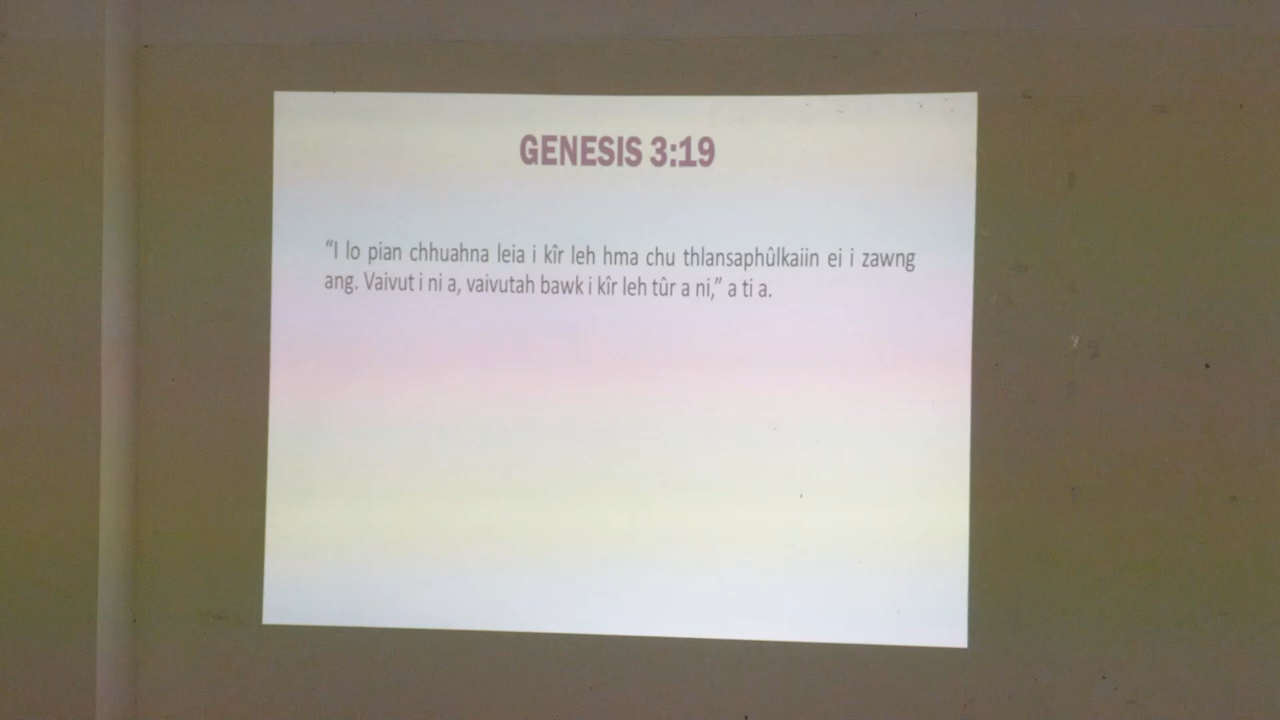 GENESIS 3:19
“I lo pian chhuahna leia i kîr leh hma chu thlansaphûlkaiin ei i zawng
ang. Vaivut i ni a, vaivutah bawk i kîr leh tûr a ni,” a ti a.